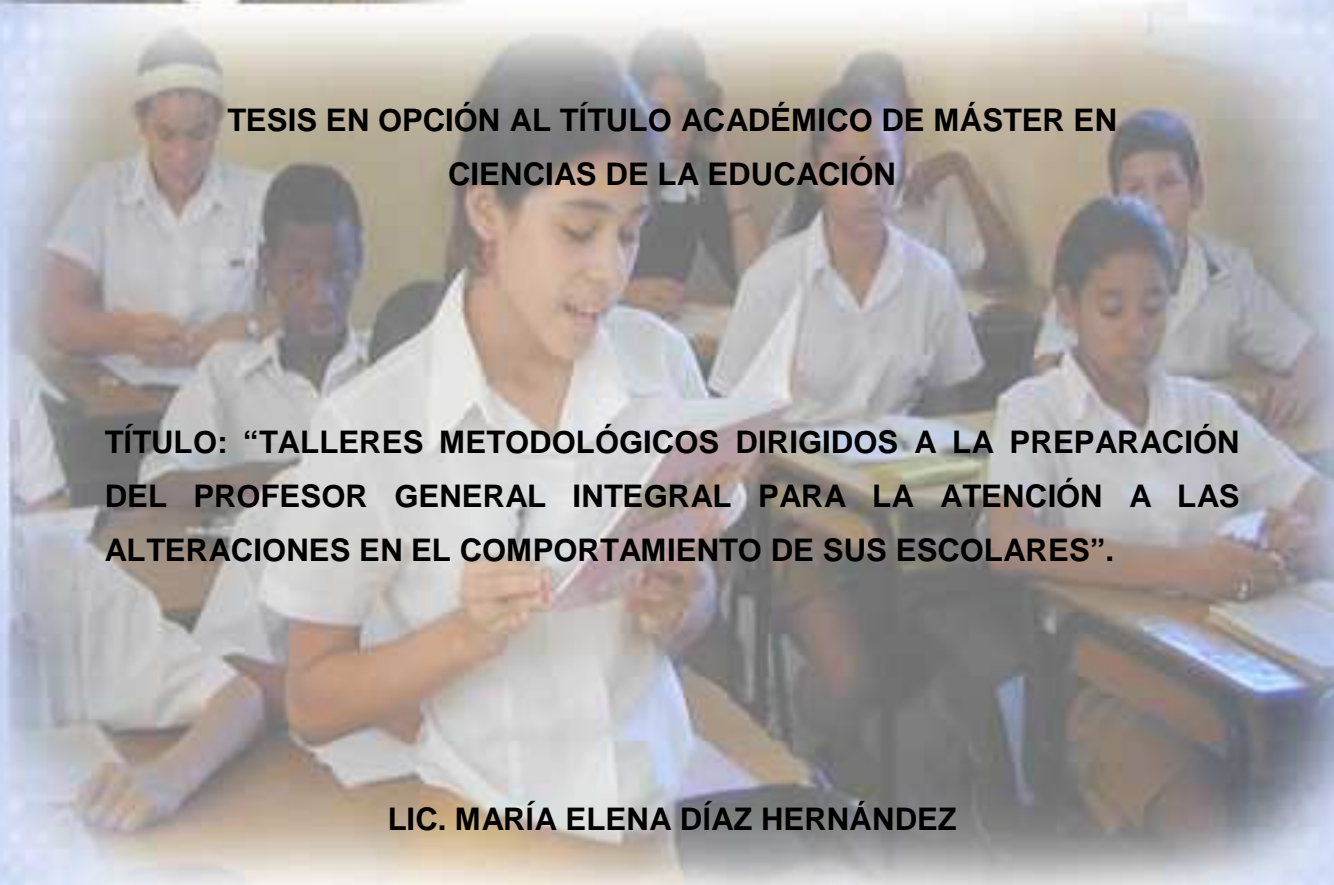 TESIS EN OPCIÓN AL TÍTULO ACADÉMICO DE MÁSTER EN
CIENCIAS DE LA EDUCACIÓN
TÍTULO: “TALLERES METODOLÓGICOS DIRIGIDOS A LA PREPARACIÓN
DEL PROFESOR GENERAL INTEGRAL PARA LA ATENCIÓN A LAS
ALTERACIONES EN EL COMPORTAMIENTO DE SUS ESCOLARES”.
LIC. MARÍA ELENA DÍAZ HERNÁNDEZ